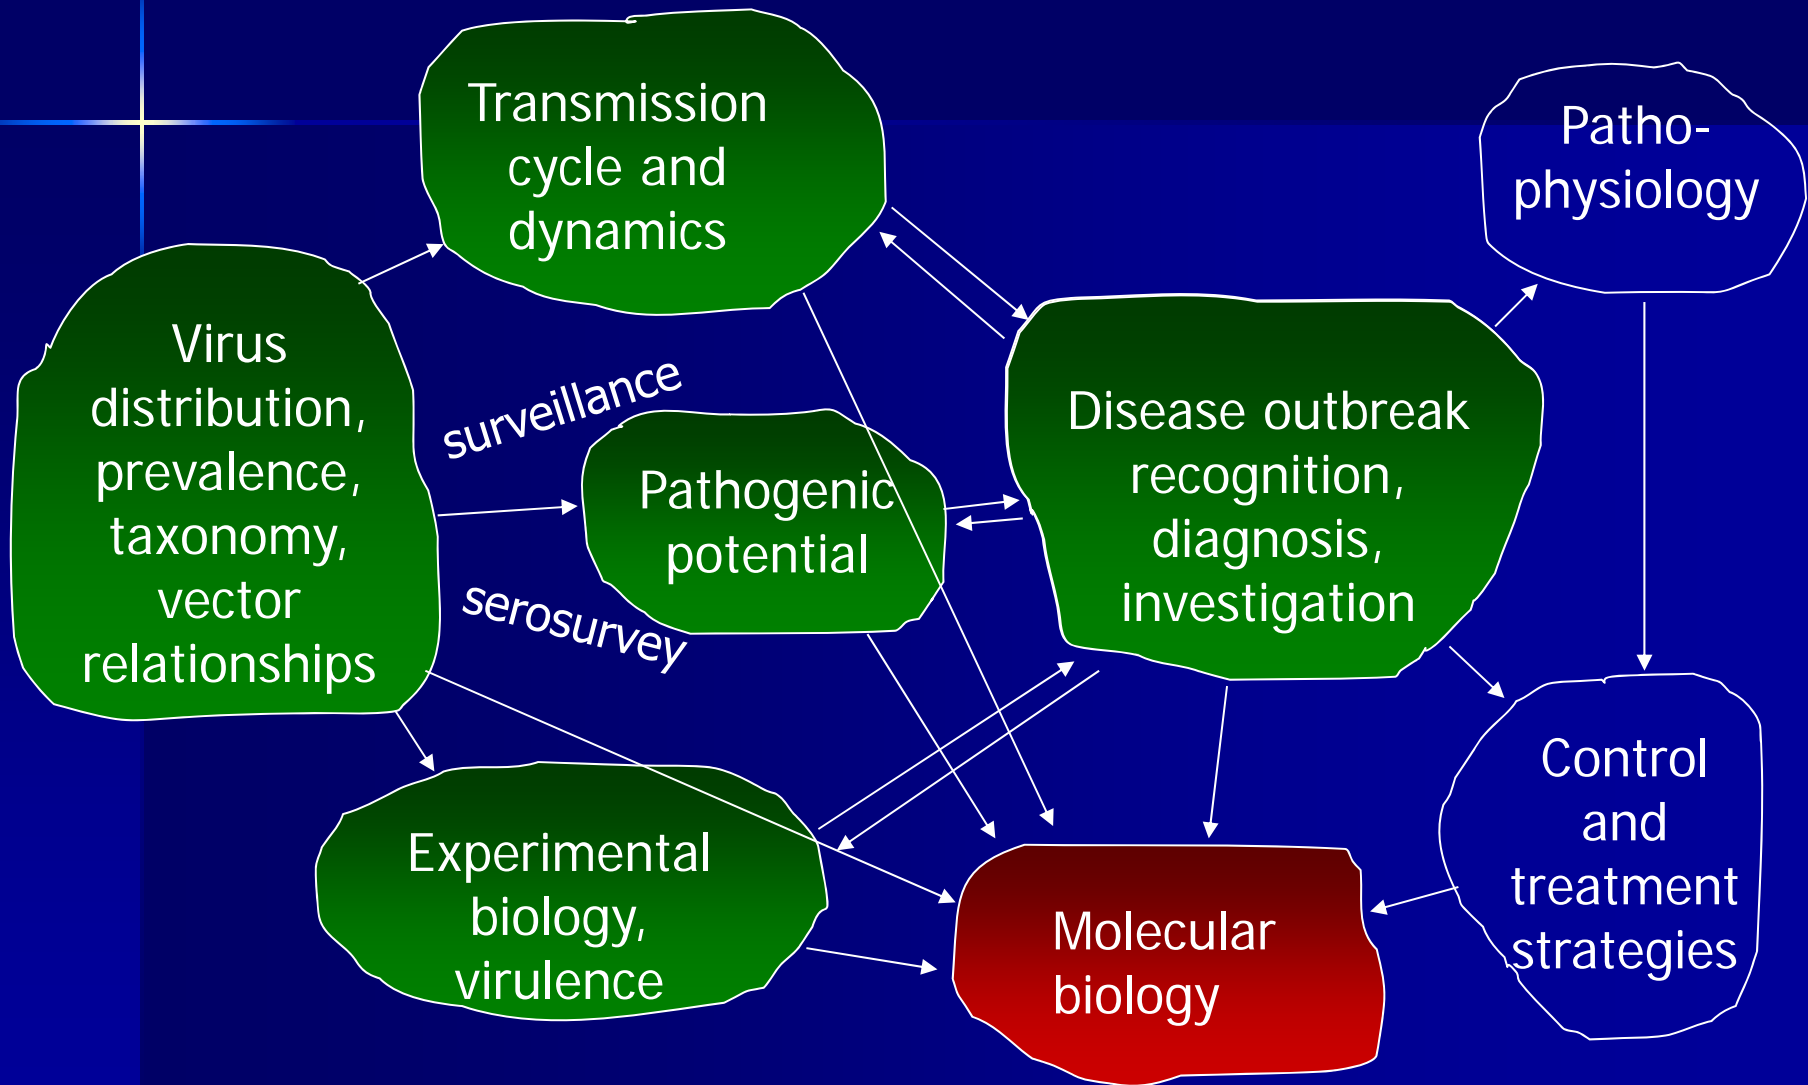 Transmission
cycle and
dynamics
Patho-
physiology
Virus
distribution,
prevalence,
taxonomy,
vector
relationships
surveillance
serosurvey
Pathogenic
potential
Disease outbreak
recognition,
diagnosis,
investigation
Experimental
biology,
virulence
Molecular
biology
Control
and
treatment
strategies